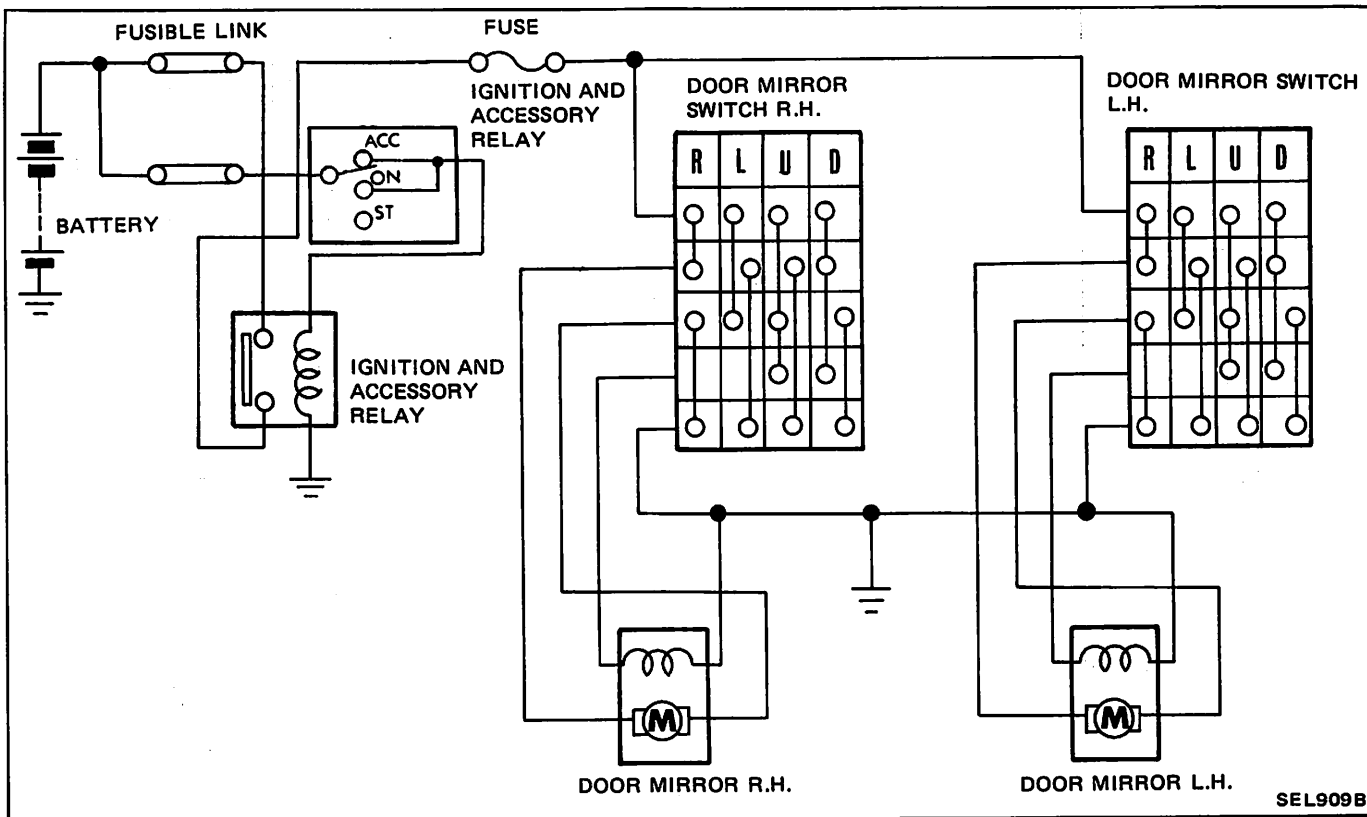 FUSIBLE LINK
FUSE
IGNITION AND
ACCESSORY
RELAY
DOOR MIRROR
SWITCH R.H.
DOOR MIRROR SWITCH
L.H.
ACC
ON
ST
BATTERY
R L U D
R L U D
IGNITION AND
ACCESSORY
RELAY
M
M
DOOR MIRROR R.H.
DOOR MIRROR L.H.
SEL909B